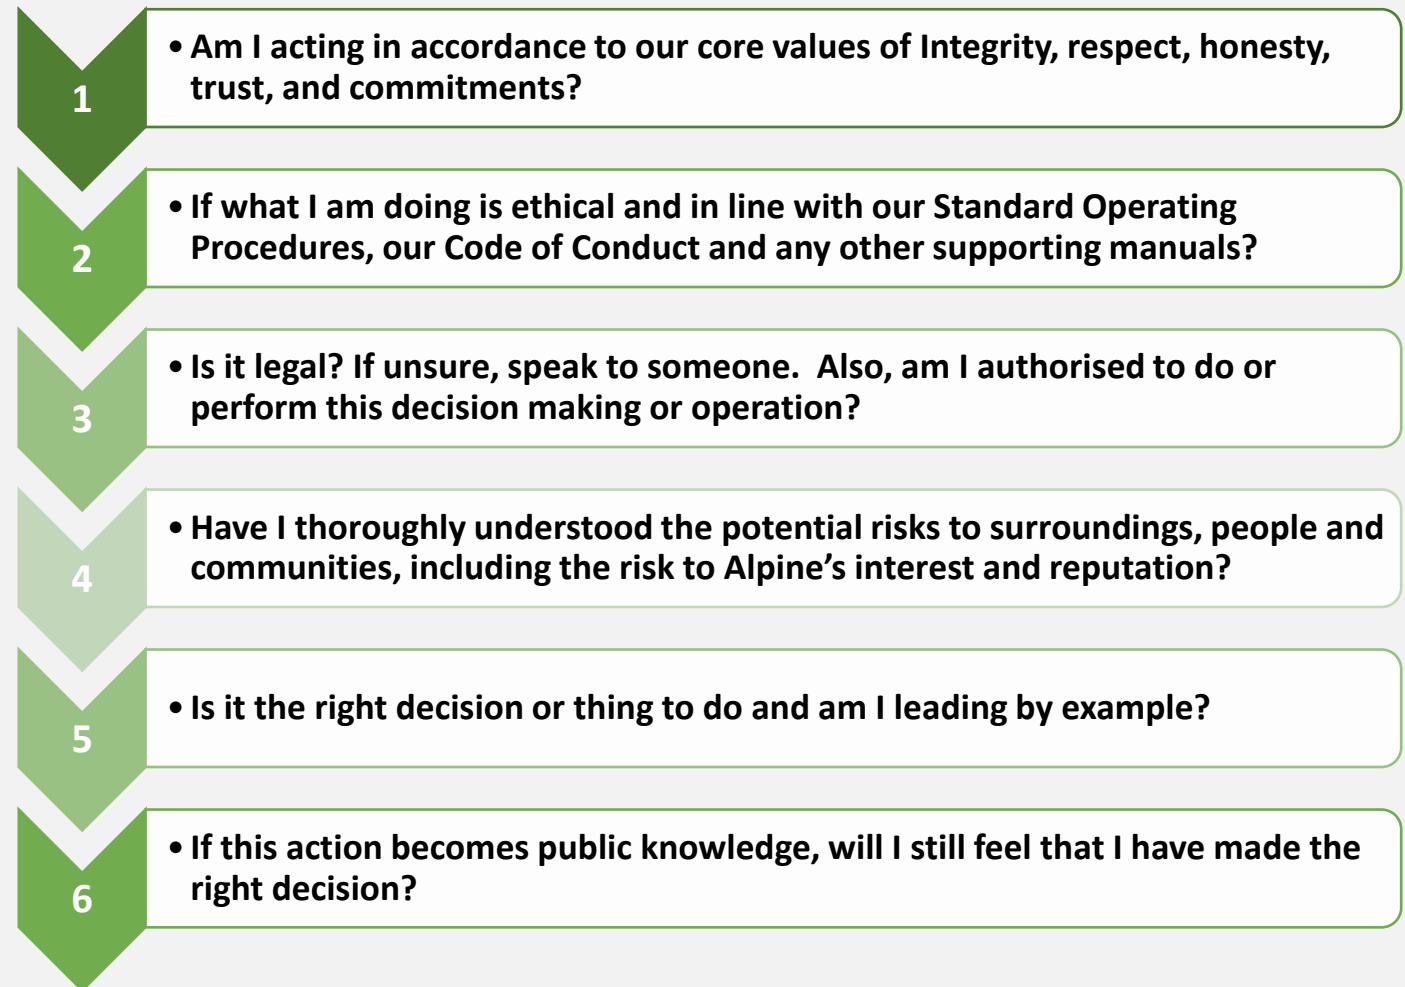 1
• Am I acting in accordance to our core values of Integrity, respect, honesty,
trust, and commitments?
2
• If what I am doing is ethical and in line with our Standard Operating
Procedures, our Code of Conduct and any other supporting manuals?
3
• Is it legal? If unsure, speak to someone.  Also, am I authorised to do or
perform this decision making or operation?
4
• Have I thoroughly understood the potential risks to surroundings, people and
communities, including the risk to Alpine’s interest and reputation?
5
• Is it the right decision or thing to do and am I leading by example?
6
• If this action becomes public knowledge, will I still feel that I have made the
right decision?